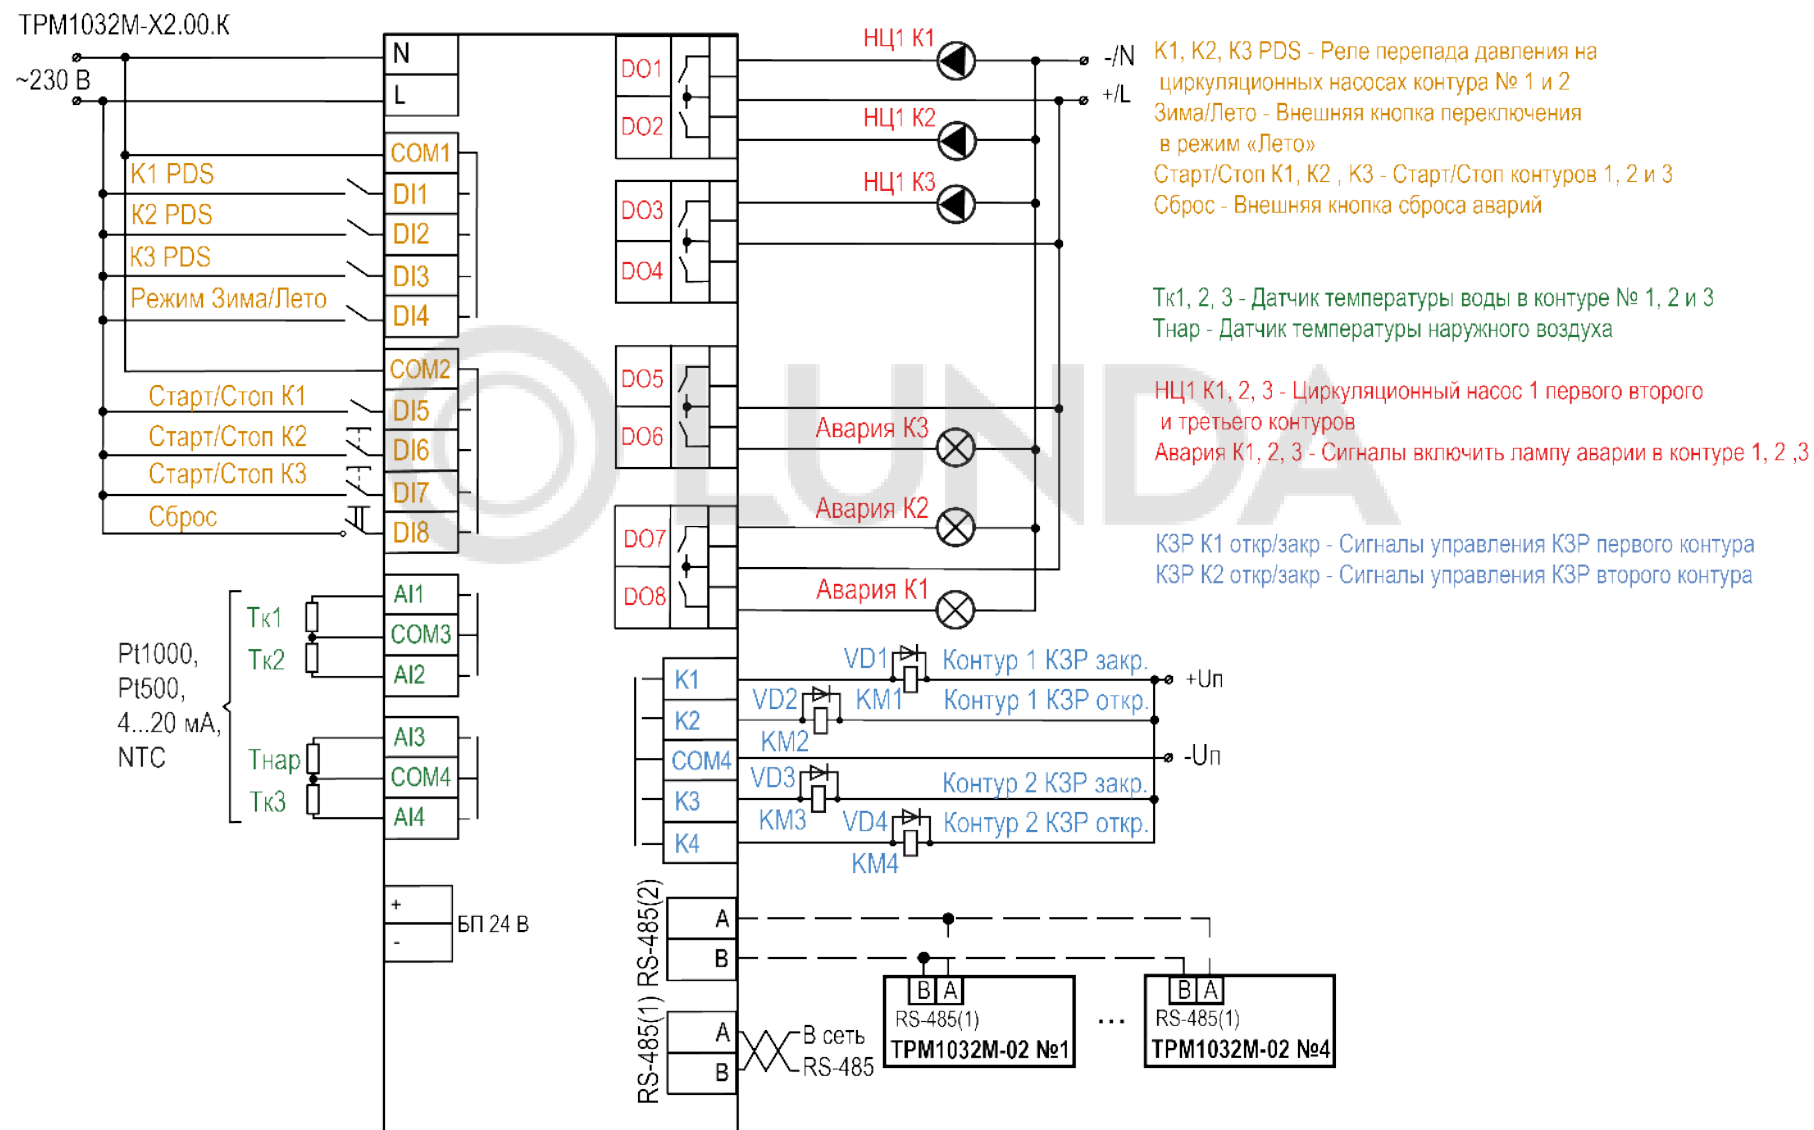 ТРМ1032М-Х2.00.К
~230 В
N
L
COM1
K1 PDS
DI1
K2 PDS
DI2
K3 PDS
DI3
Режим Зима/Лето
DI4
COM2
Старт/Стоп К1
DI5
Старт/Стоп К2
DI6
Старт/Стоп К3
DI7
Сброс
DI8
Pt1000,
Pt500,
4...20 мА,
NTC
Тк1
Тк2
AI1
COM3
AI2
Тнар
Тк3
AI3
COM4
AI4
+
-
БП 24 В
DO1
DO2
DO3
DO4
DO5
DO6
DO7
DO8
НЦ1 К1
НЦ1 К2
НЦ1 К3
Авария К3
Авария К2
Авария К1
-/N
+/L
K1
K2
COM4
K3
K4
VD1
KM1
Контур 1 КЗР закр.
VD2
KM2
Контур 1 КЗР откр.
VD3
KM3
Контур 2 КЗР закр.
VD4
KM4
Контур 2 КЗР откр.
+Uп
-Uп
RS-485(2)
A
B
RS-485(1)
A
B
В сеть
RS-485
B A
RS-485(1)
ТРМ1032М-02 №1
...
B A
RS-485(1)
ТРМ1032М-02 №4
K1, K2, K3 PDS - Реле перепада давления на
циркуляционных насосах контура № 1 и 2
Зима/Лето - Внешняя кнопка переключения
в режим «Лето»
Старт/Стоп К1, К2 , К3 - Старт/Стоп контуров 1, 2 и 3
Сброс - Внешняя кнопка сброса аварий
Тк1, 2, 3 - Датчик температуры воды в контуре № 1, 2 и 3
Тнар - Датчик температуры наружного воздуха
НЦ1 К1, 2, 3 - Циркуляционный насос 1 первого второго
и третьего контуров
Авария К1, 2, 3 - Сигналы включить лампу аварии в контуре 1, 2 ,3
КЗР К1 откр/закр - Сигналы управления КЗР первого контура
КЗР К2 откр/закр - Сигналы управления КЗР второго контура
LUNDA